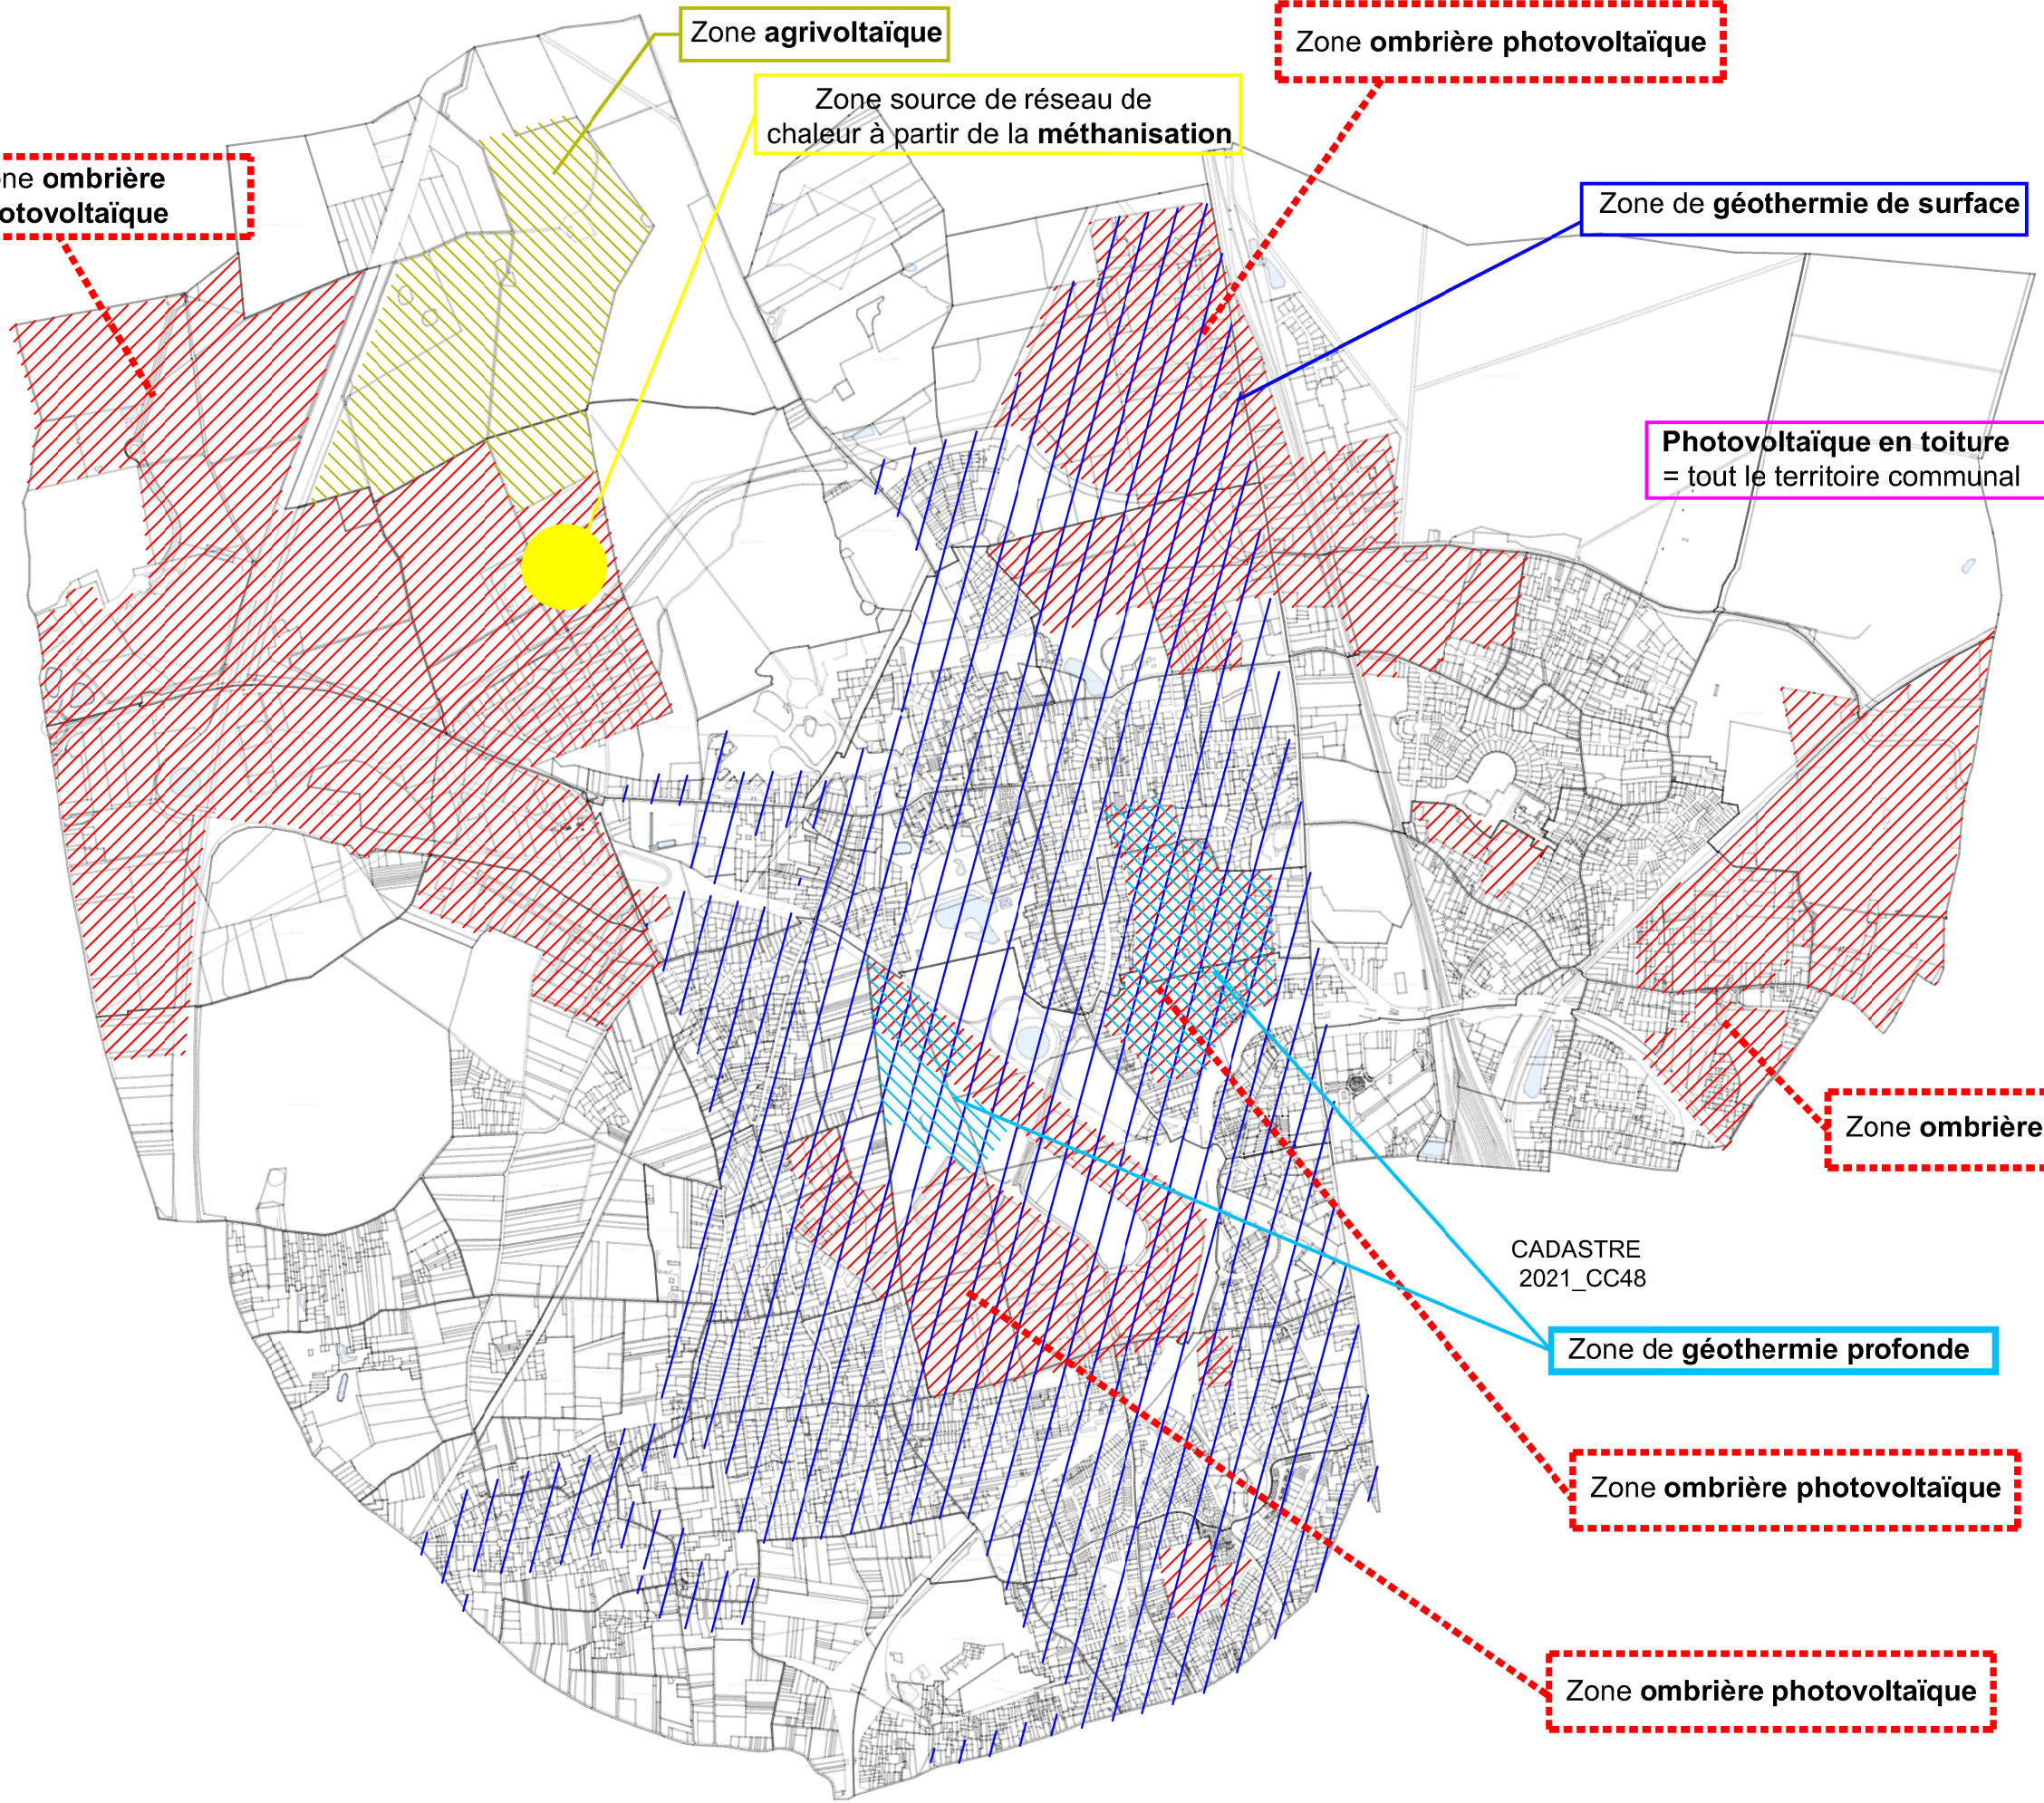 Zone agrivoltaïque
Zone ombrière photovoltaïque
Zone source de réseau de
chaleur à partir de la méthanisation
ne ombrière
otovoltaïque
Zone de géothermie de surface
Photovoltaïque en toiture
= tout le territoire communal
Zone ombrière
CADASTRE
2021_CC48
Zone de géothermie profonde
Zone ombrière photovoltaïque
Zone ombrière photovoltaïque